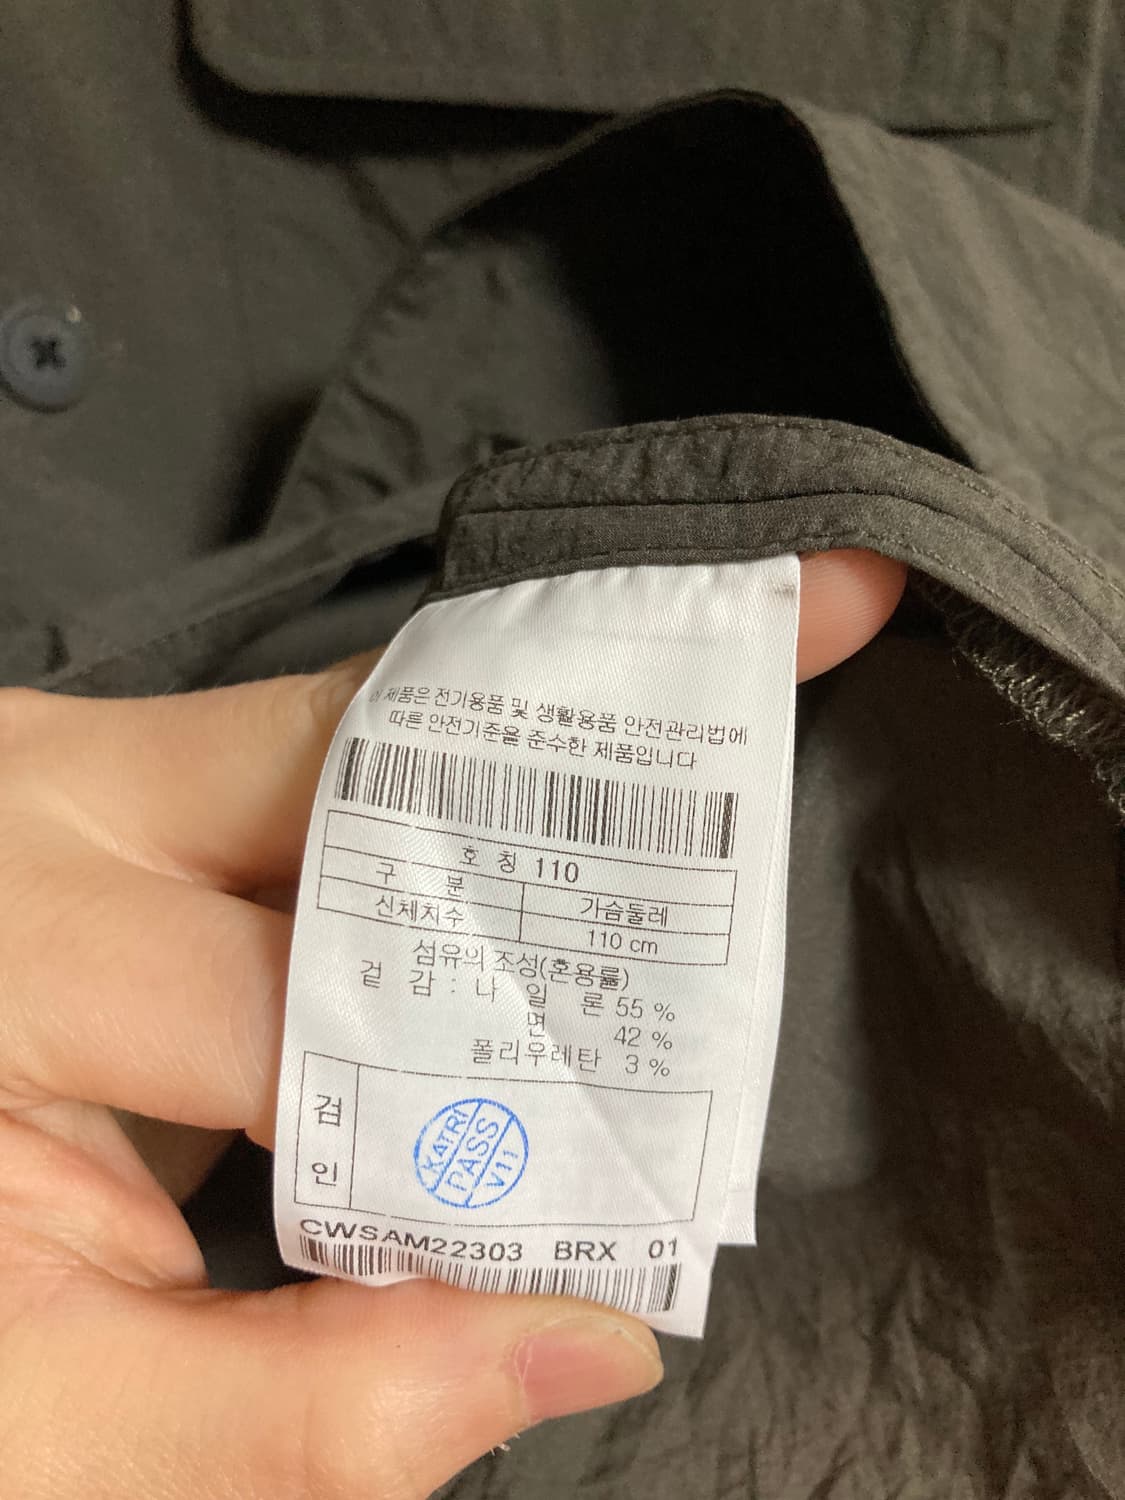 이 제품은 전기용품 및 생활용품 안전관리법에
따른 안전기준을 준수한 제품입니다
호 칭 110
구 분 가슴둘레
신체치수 110 cm
섬유의 조성(혼용률)
겉 감 : 나 일 론 55 %
면 42 %
폴리우레탄 3 %
검 인
KATRI
PASS
V11
CWSAM22303 BRX 01